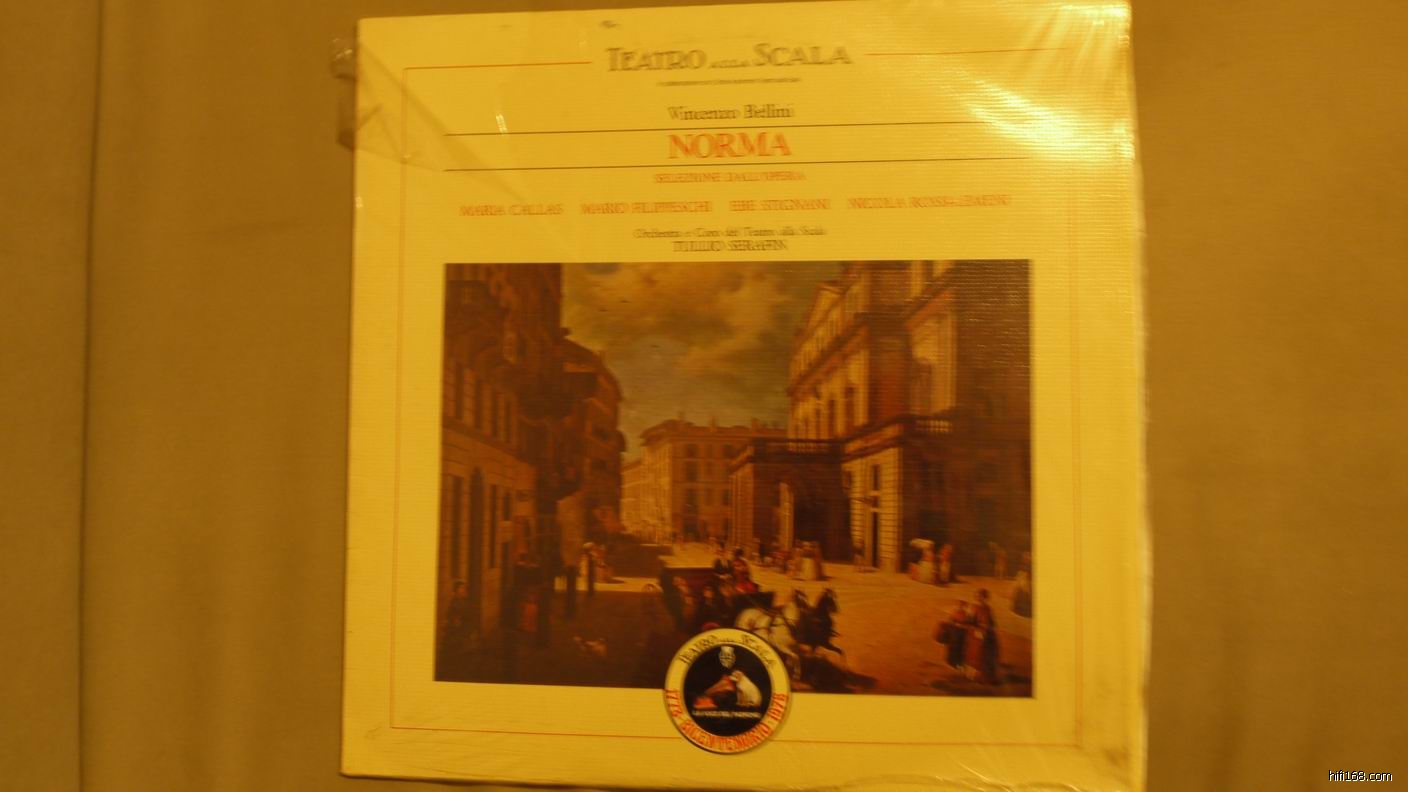 TEATRO ALLA SCALA
Vincenzo Bellini
NORMA
SELEZIONE DALL'OPERA
MARIA CALLAS MARIO FILIPPESCHI EBE STIGNANI NICOLA ROSSI-LEMENI
Orchestra e Coro del Teatro alla Scala
TULLIO SERAFIN
TEATRO ALLA SCALA
1778 BICENTENARIO 1978
hifi168.com